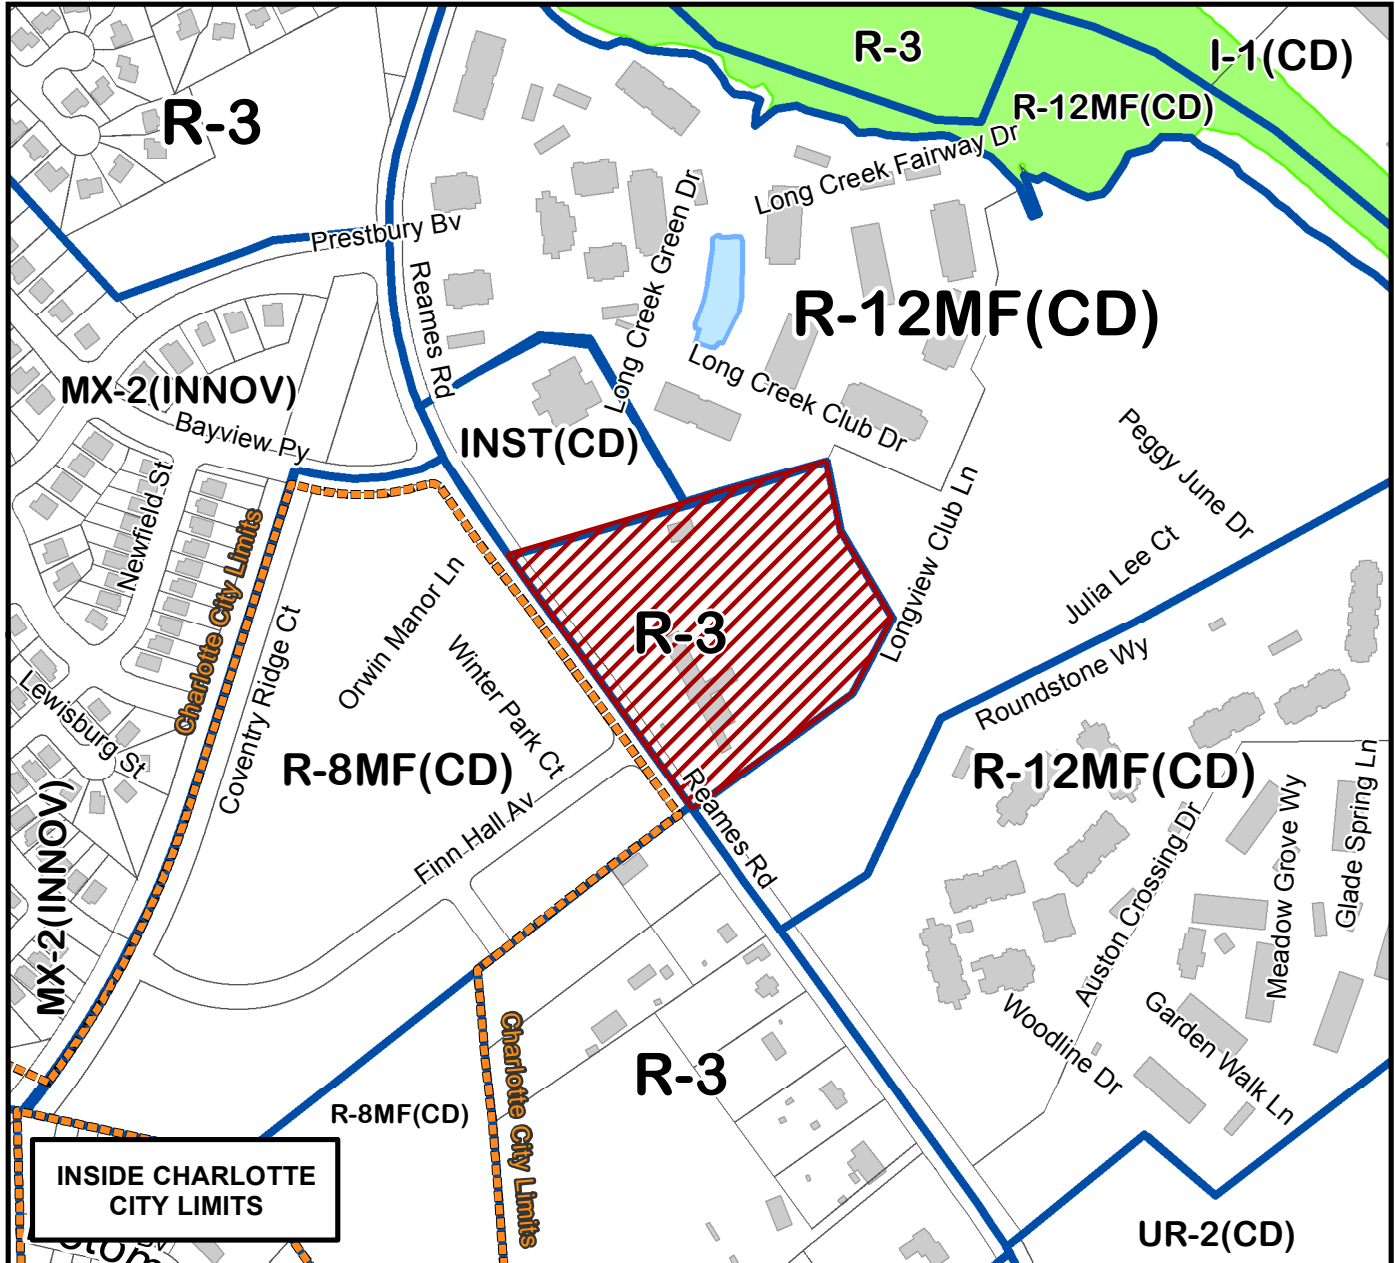 R-3
I-1(CD)
R-12MF(CD)
R-3
Long Creek Fairway Dr
Prestbury Bv
Reames Rd
Long Creek Green Dr
R-12MF(CD)
MX-2(INNOV)
Bayview Py
Long Creek Club Dr
INST(CD)
Peggy June Dr
Newfield St
Charlotte City Limits
Longview Club Ln
Julia Lee Ct
Orwin Manor Ln
Coventry Ridge Ct
R-3
Winter Park Ct
Roundstone Wy
Lewisburg St
R-8MF(CD)
R-12MF(CD)
Reames Rd
Finn Hall Av
MX-2(INNOV)
Auston Crossing Dr
Meadow Grove Wy
Glade Spring Ln
Charlotte City Limits
Woodline Dr
Garden Walk Ln
R-3
R-8MF(CD)
INSIDE CHARLOTTE
CITY LIMITS
UR-2(CD)